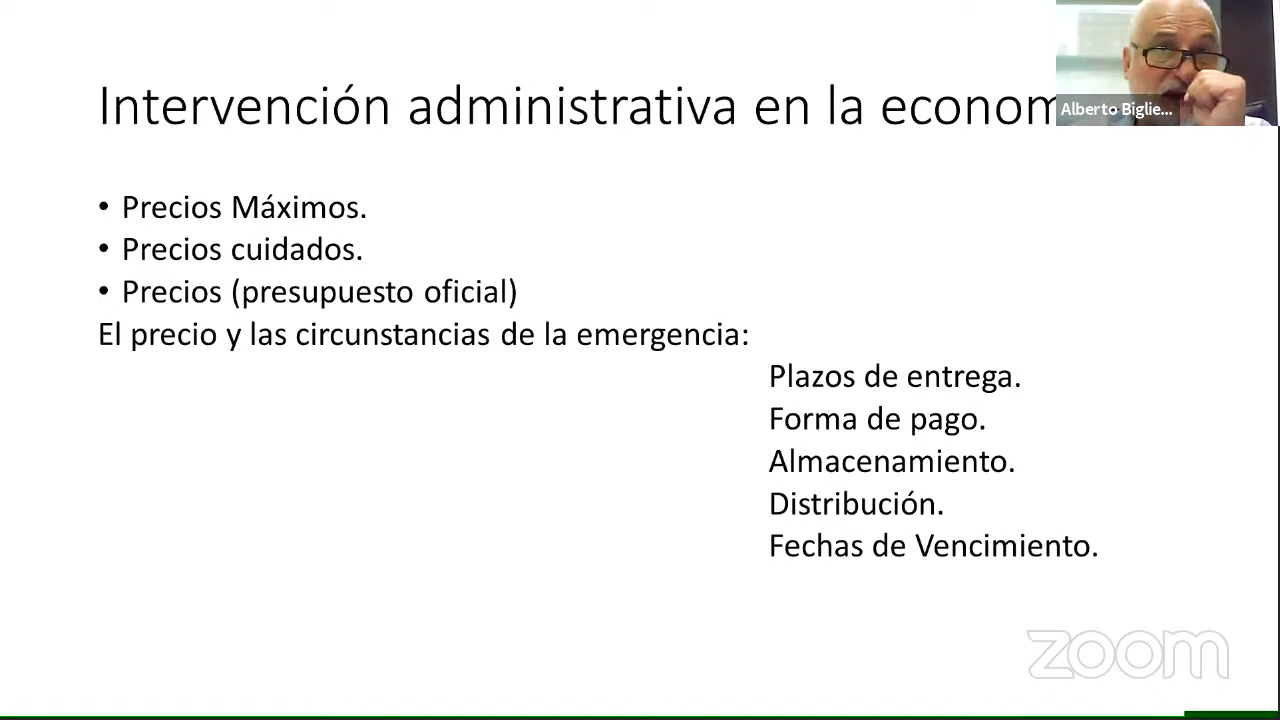 Intervención administrativa en la econom
Alberto Biglie...
• Precios Máximos.
• Precios cuidados.
• Precios (presupuesto oficial)
El precio y las circunstancias de la emergencia:
Plazos de entrega.
Forma de pago.
Almacenamiento.
Distribución.
Fechas de Vencimiento.
zoom